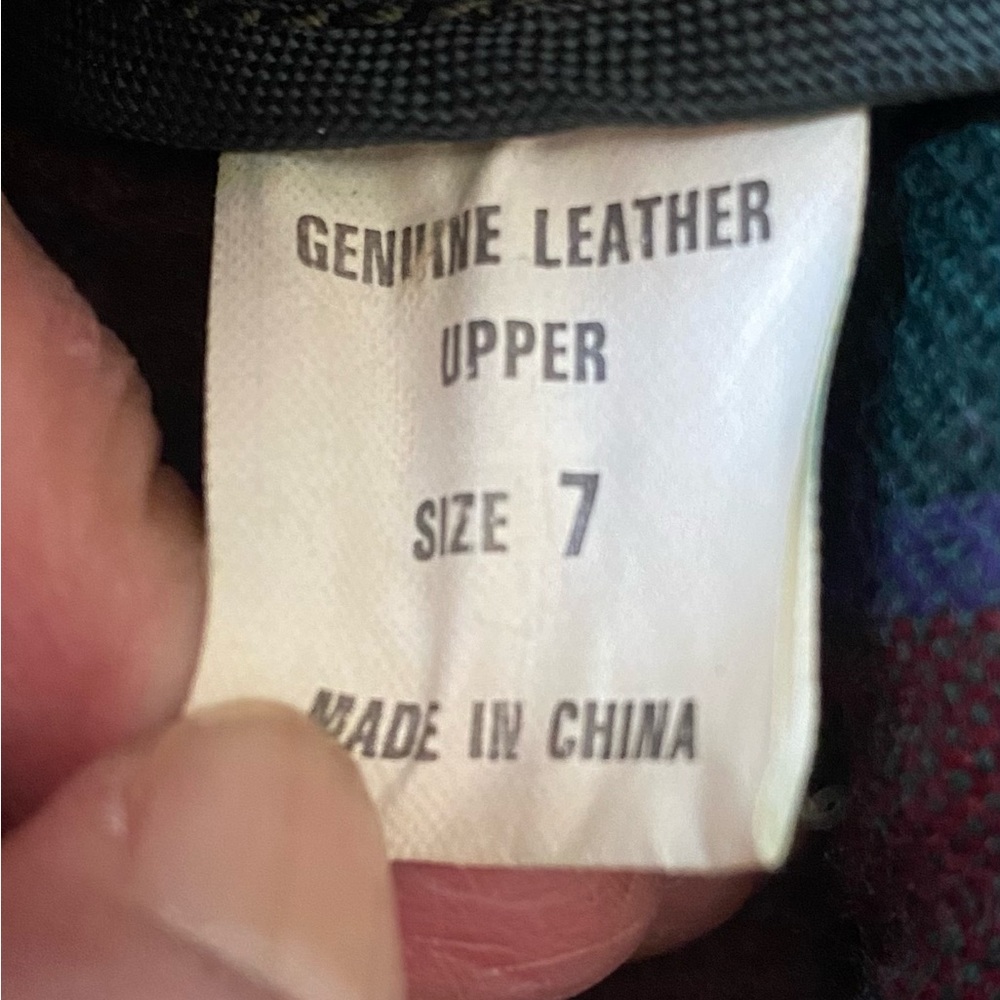 GENUINE LEATHER
UPPER
SIZE 7
MADE IN CHINA